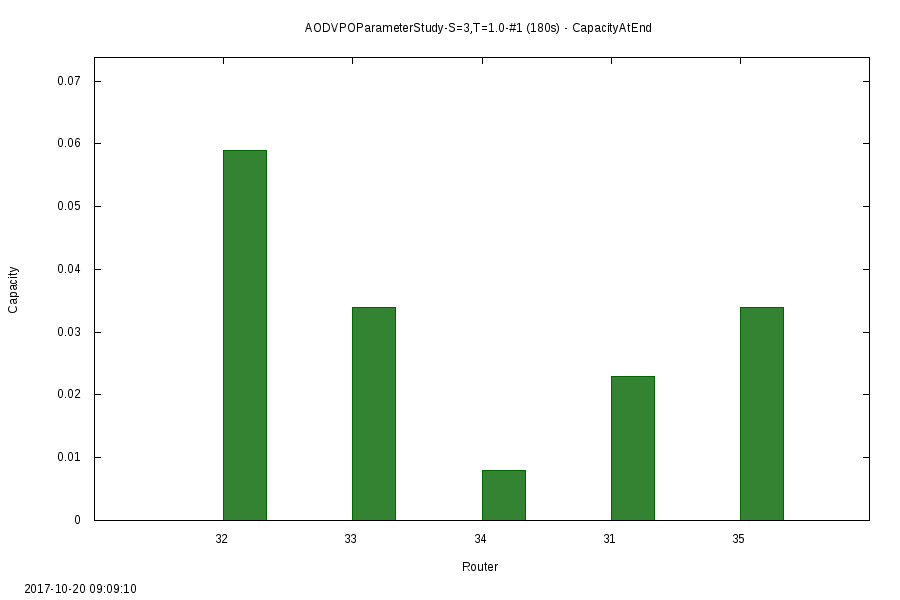 AODVPOParameterStudy-S=3,T=1.0-#1 (180s) - CapacityAtEnd
0.07
0.06
0.05
0.04
0.03
0.02
0.01
0
Capacity
32 33 34 31 35
Router
2017-10-20 09:09:10